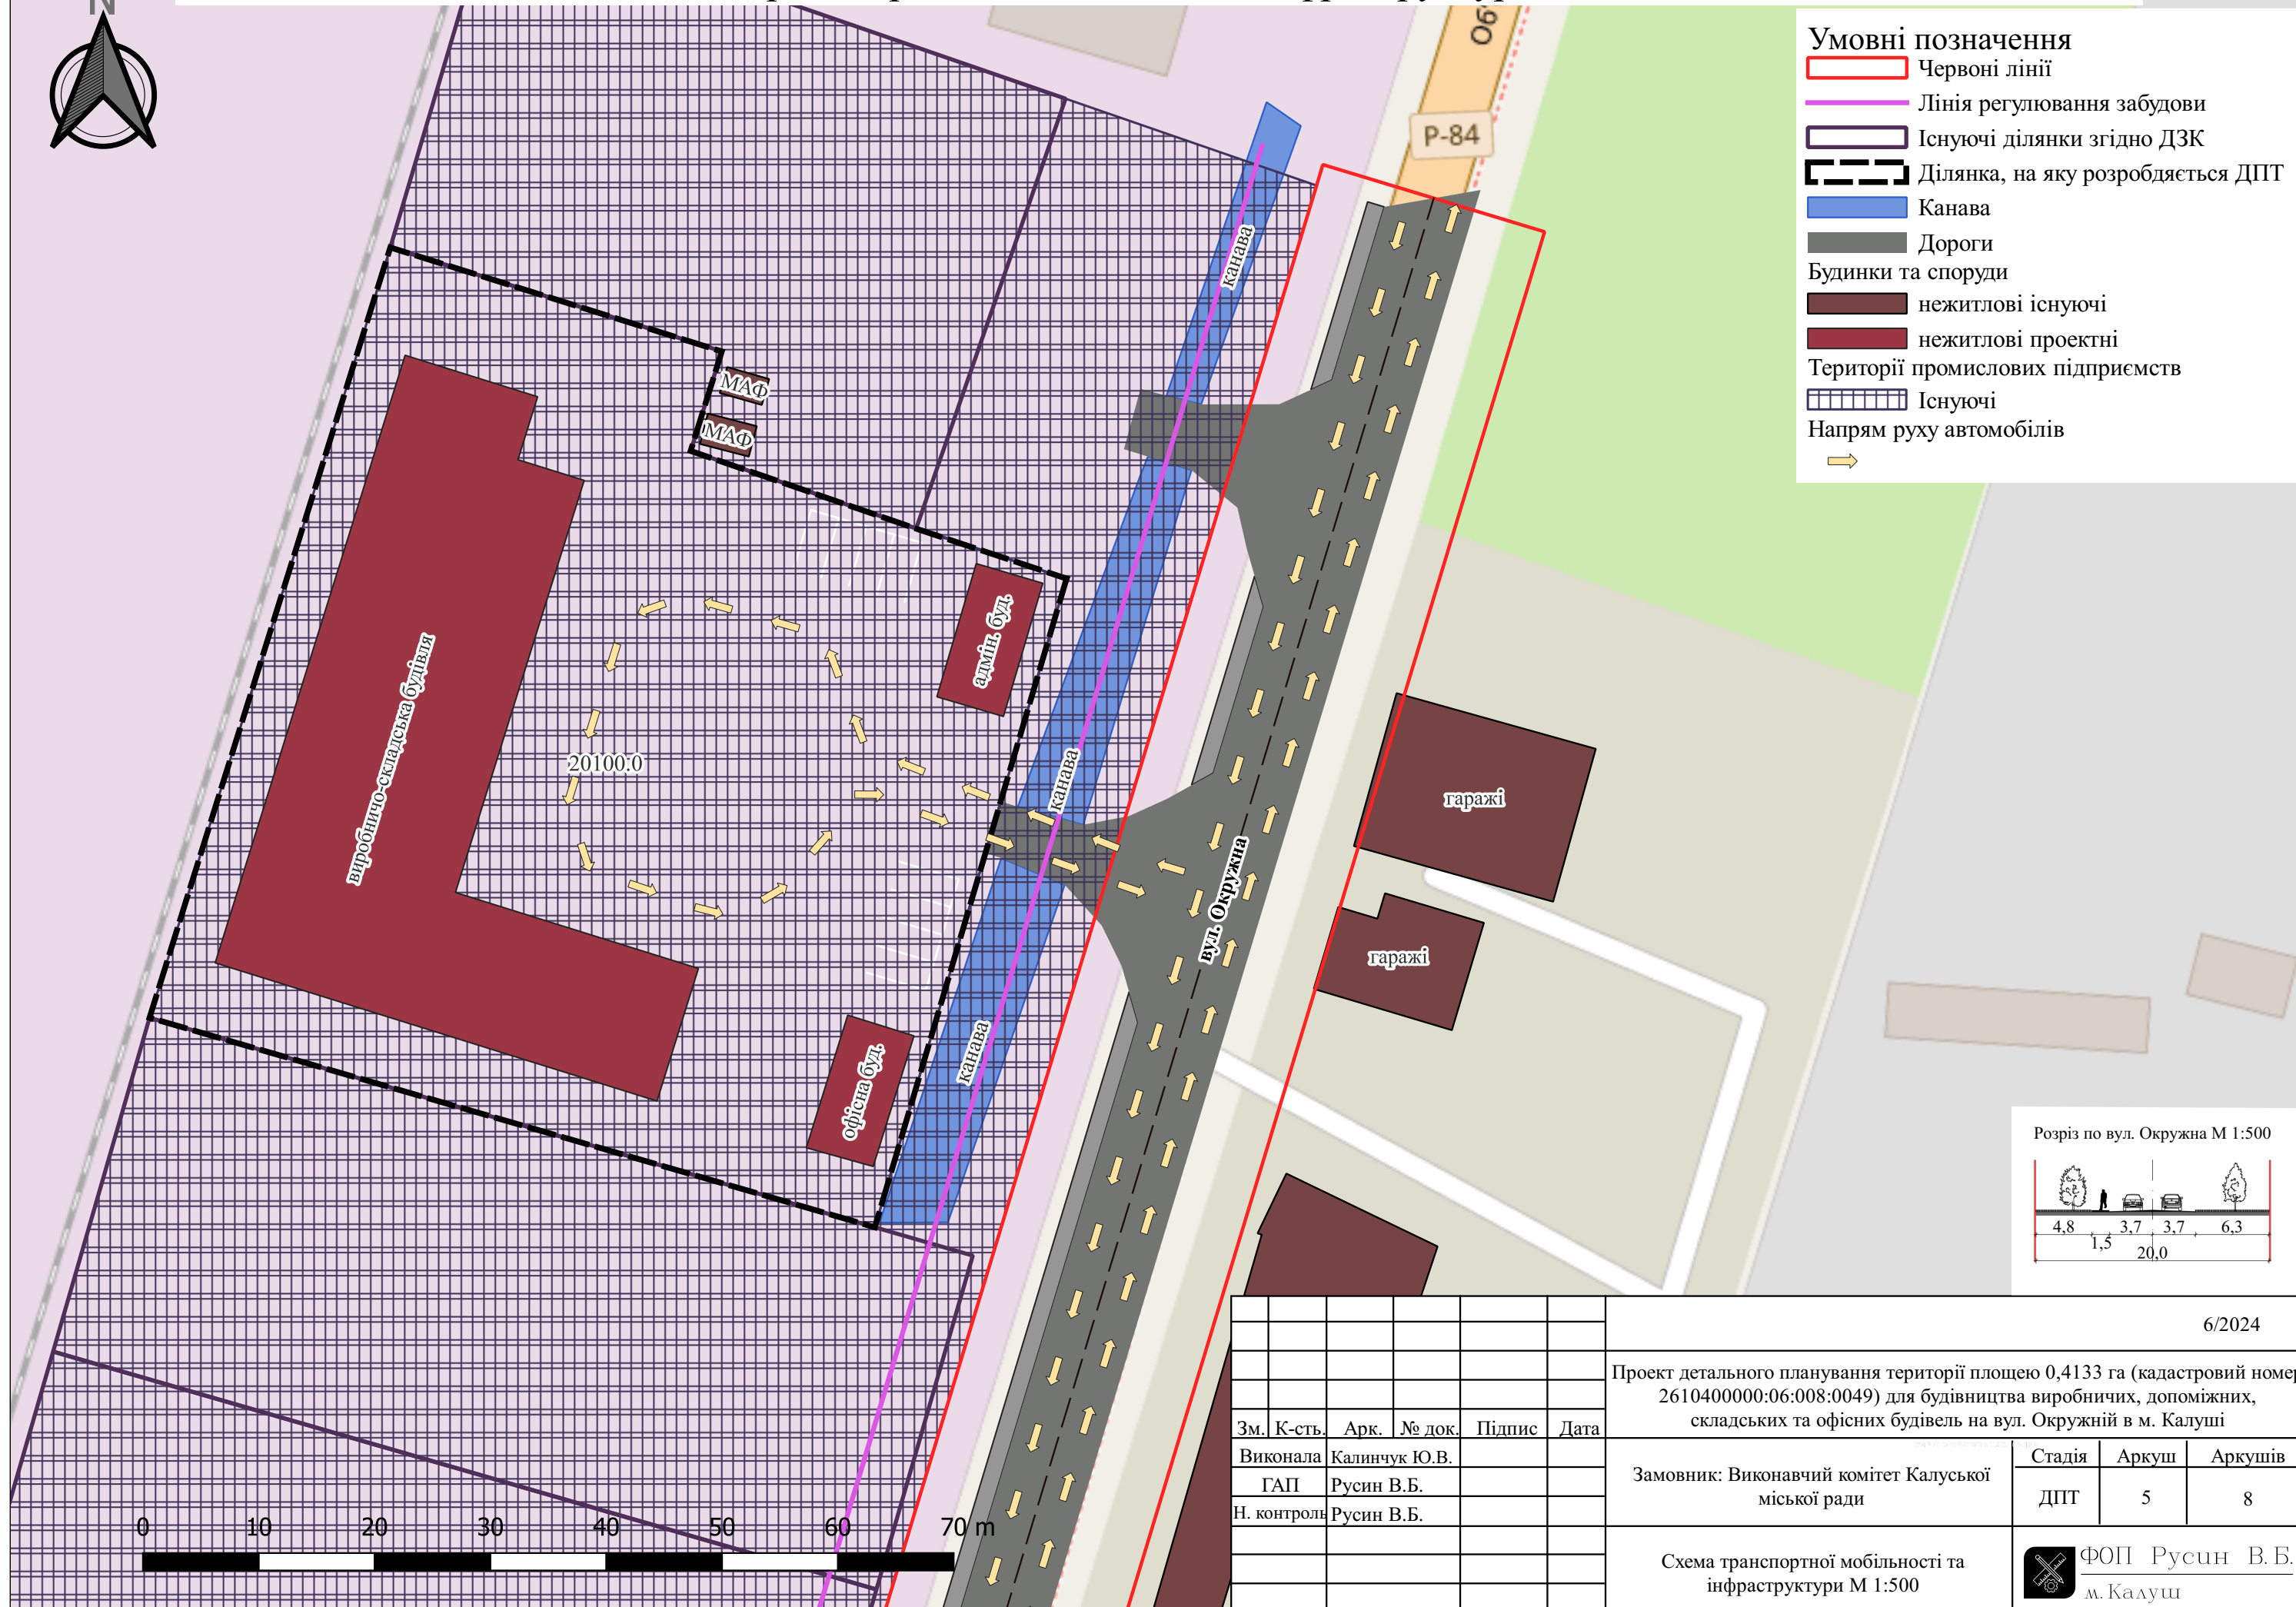 N
Умовні позначення
Червоні лінії
Лінія регулювання забудови
Існуючі ділянки згідно ДЗК
Ділянка, на яку розробдяється ДПТ
Канава
Дороги
Будинки та споруди
нежитлові існуючі
нежитлові проектні
Території промислових підприємств
Існуючі
Напрям руху автомобілів
Р-84
канава
МАФ
МАФ
адмін. буд.
виробничо-складська будівля
20100:0
канава
гаражі
вул. Окружна
гаражі
канава
офісна буд.
Розріз по вул. Окружна М 1:500
4,8
1,5
3,7
3,7
6,3
20,0
0 10 20 30 40 50 60 70 m
6/2024
Проект детального планування території площею 0,4133 га (кадастровий номер
2610400000:06:008:0049) для будівництва виробничих, допоміжних,
складських та офісних будівель на вул. Окружній в м. Калуші
Зм. К-сть. Арк. № док. Підпис Дата
Виконала Калинчук Ю.В.
ГАП Русин В.Б.
Н. контроль Русин В.Б.
Замовник: Виконавчий комітет Калуської
міської ради
Стадія Аркуш Аркушів
ДПТ 5 8
Схема транспортної мобільності та
інфраструктури М 1:500
ФОП Русин В.Б.
м.Калуш